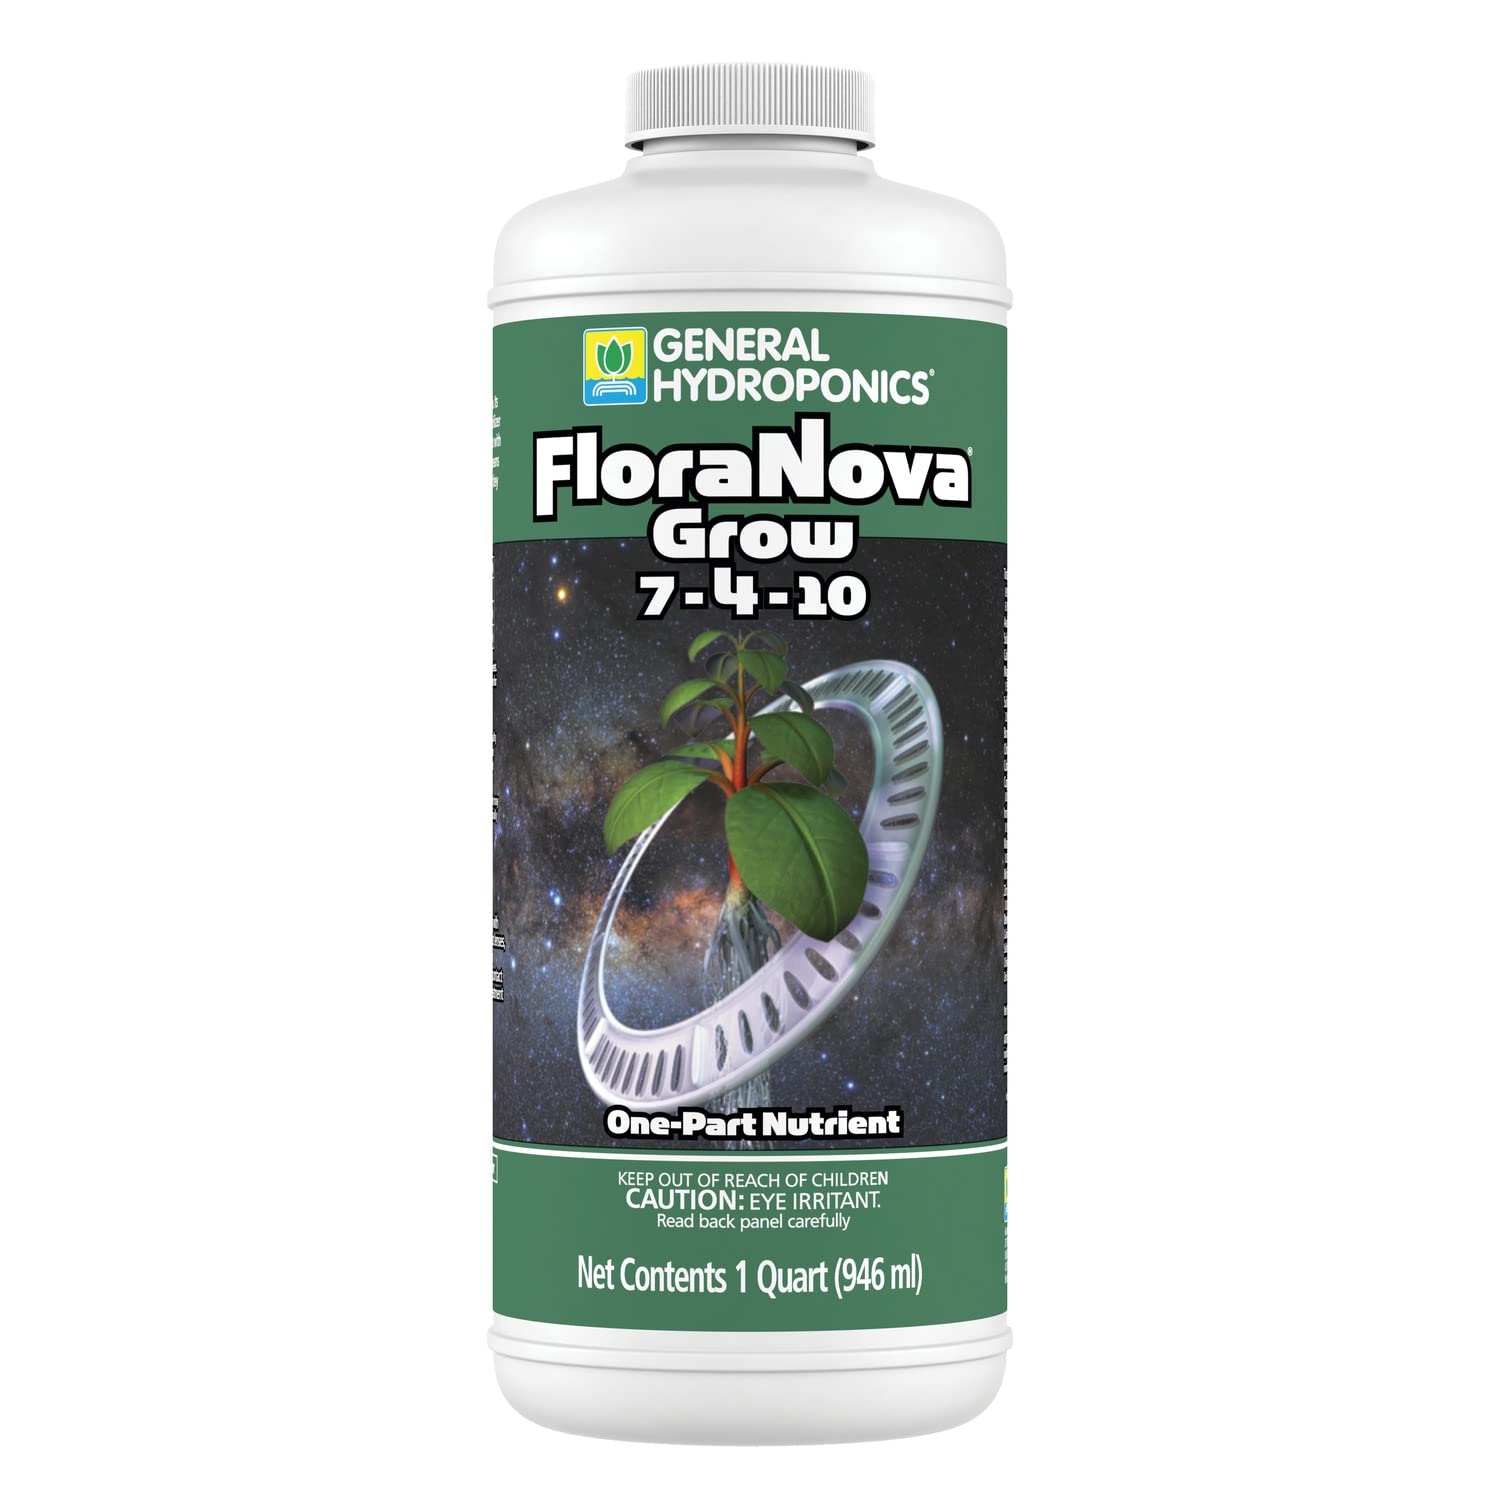 GENERAL
HYDROPONICS®
FloraNova®
Grow
7-4-10
One-Part Nutrient
KEEP OUT OF REACH OF CHILDREN
CAUTION: EYE IRRITANT.
Read back panel carefully
Net Contents 1 Quart (946 ml)